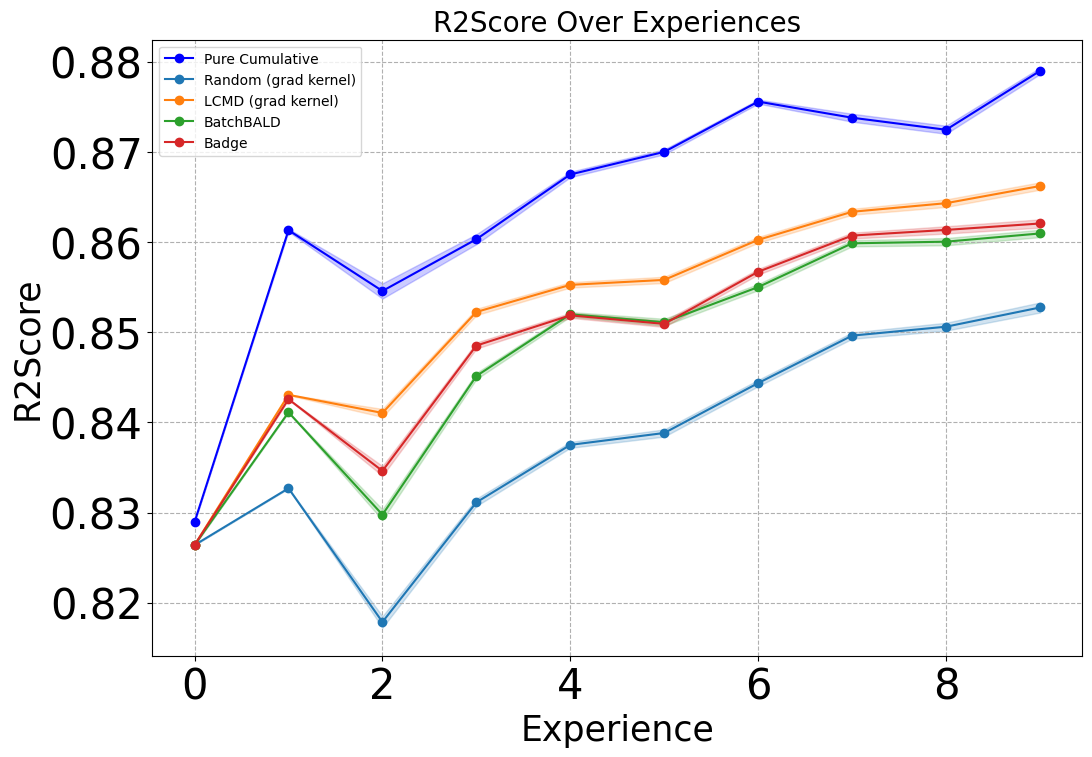 R2Score Over Experiences
Pure Cumulative
Random (grad kernel)
LCMD (grad kernel)
BatchBALD
Badge
0.88
0.87
0.86
0.85
0.84
0.83
0.82
R2Score
0 2 4 6 8
Experience